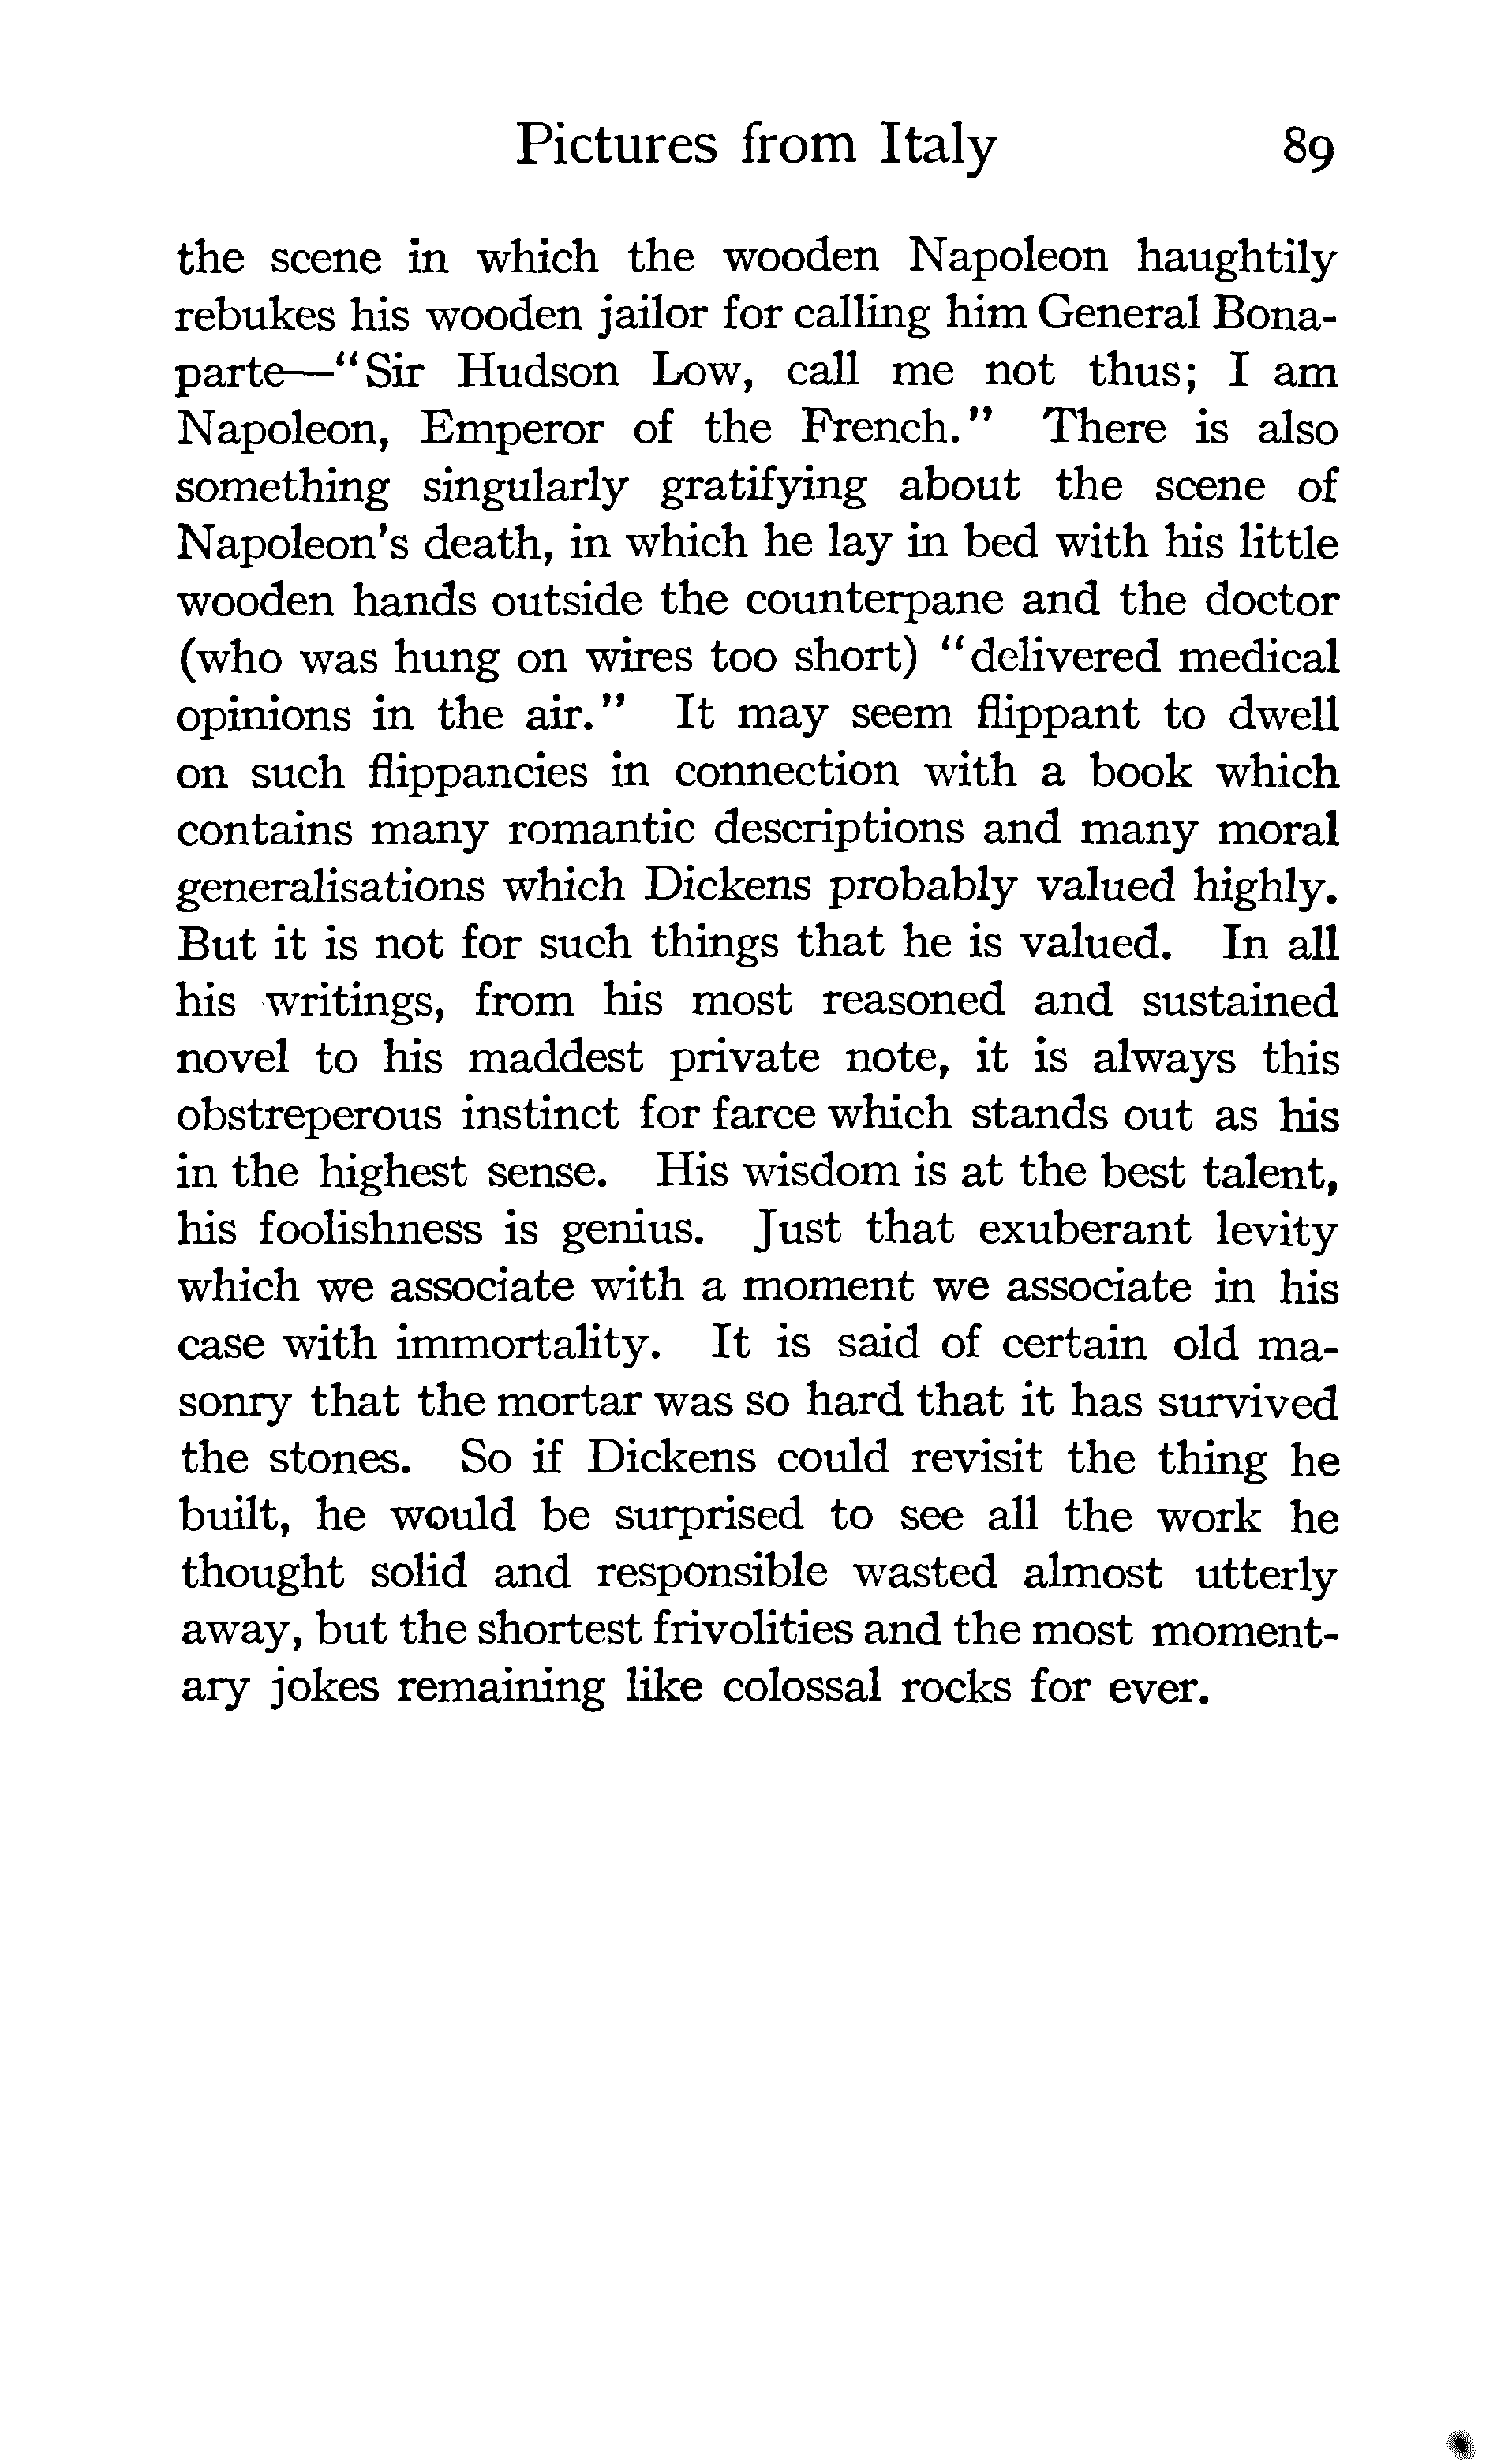 Pictures from Italy 89
the scene in which the wooden Napoleon haughtily
rebukes his wooden jailor for calling him General Bona-
parte—"Sir Hudson Low, call me not thus; I am
Napoleon, Emperor of the French." There is also
something singularly gratifying about the scene of
Napoleon's death, in which he lay in bed with his little
wooden hands outside the counterpane and the doctor
(who was hung on wires too short) "delivered medical
opinions in the air." It may seem flippant to dwell
on such flippancies in connection with a book which
contains many romantic descriptions and many moral
generalisations which Dickens probably valued highly.
But it is not for such things that he is valued. In all
his writings, from his most reasoned and sustained
novel to his maddest private note, it is always this
obstreperous instinct for farce which stands out as his
in the highest sense. His wisdom is at the best talent,
his foolishness is genius. Just that exuberant levity
which we associate with a moment we associate in his
case with immortality. It is said of certain old ma-
sonry that the mortar was so hard that it has survived
the stones. So if Dickens could revisit the thing he
built, he would be surprised to see all the work he
thought solid and responsible wasted almost utterly
away, but the shortest frivolities and the most moment-
ary jokes remaining like colossal rocks for ever.